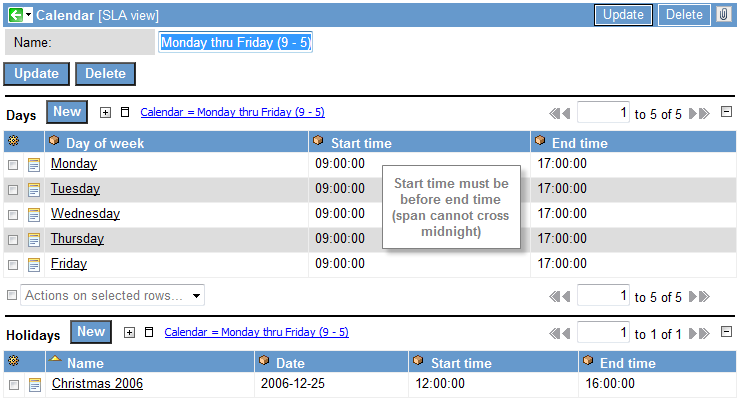 Calendar [SLA view] Update Delete
Name: Monday thru Friday (9 - 5)
Update Delete
Days New Calendar = Monday thru Friday (9 - 5) 1 to 5 of 5
Day of week Start time End time
Monday 09:00:00 17:00:00
Tuesday 09:00:00 17:00:00
Wednesday 09:00:00 17:00:00
Thursday 09:00:00 17:00:00
Friday 09:00:00 17:00:00
Start time must be
before end time
(span cannot cross
midnight)
Actions on selected rows... 1 to 5 of 5
Holidays New Calendar = Monday thru Friday (9 - 5) 1 to 1 of 1
Name Date Start time End time
Christmas 2006 2006-12-25 12:00:00 16:00:00